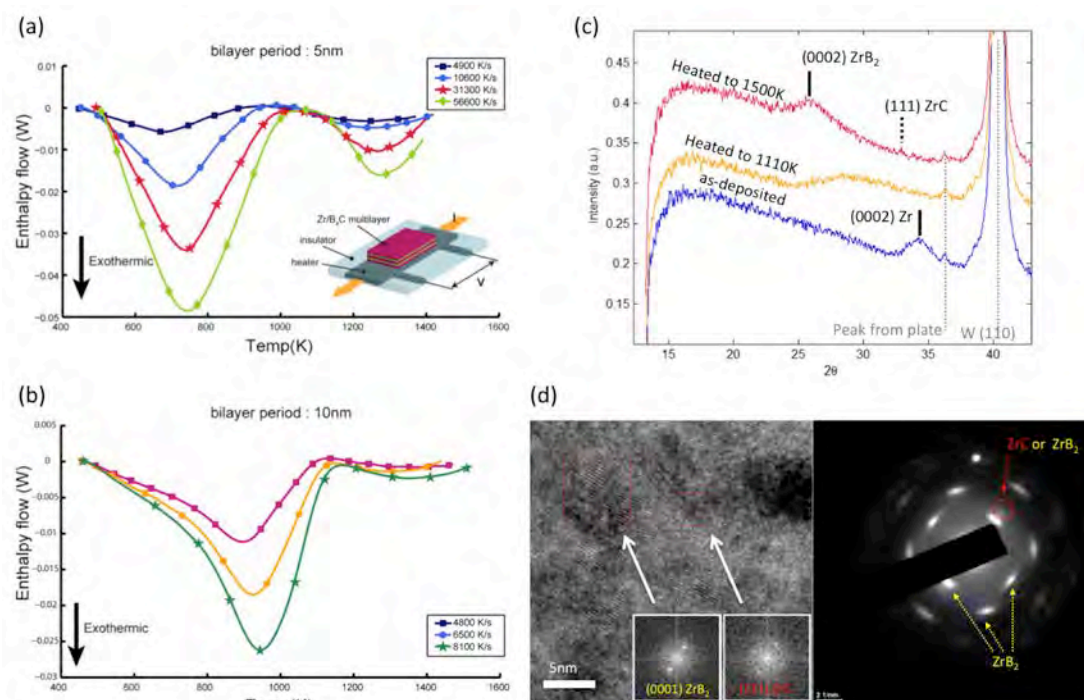 (a)
bilayer period : 5nm
0.01
0
−0.01
−0.02
−0.03
−0.04
−0.05
Enthalpy flow (W)
4900 K/s
10600 K/s
31300 K/s
56600 K/s
Exothermic
Zr/B₄C multilayer
insulator
heater
i
V
400
600
800
1000
1200
1400
1600
Temp(K)
(b)
bilayer period : 10nm
0.005
0
−0.005
−0.01
−0.015
−0.02
−0.025
−0.03
Enthalpy flow (W)
Exothermic
4800 K/s
6500 K/s
8100 K/s
400
600
800
1000
1200
1400
1600
(c)
0.45
0.4
0.35
0.3
0.25
0.2
0.15
Intensity (a.u.)
(0002) ZrB₂
Heated to 1500K
(111) ZrC
Heated to 1110K
as-deposited
(0002) Zr
Peak from plate
W (110)
15
20
25
30
35
40
2θ
(d)
5nm
(0001) ZrB₂
ZrC or ZrB₂
ZrB₂